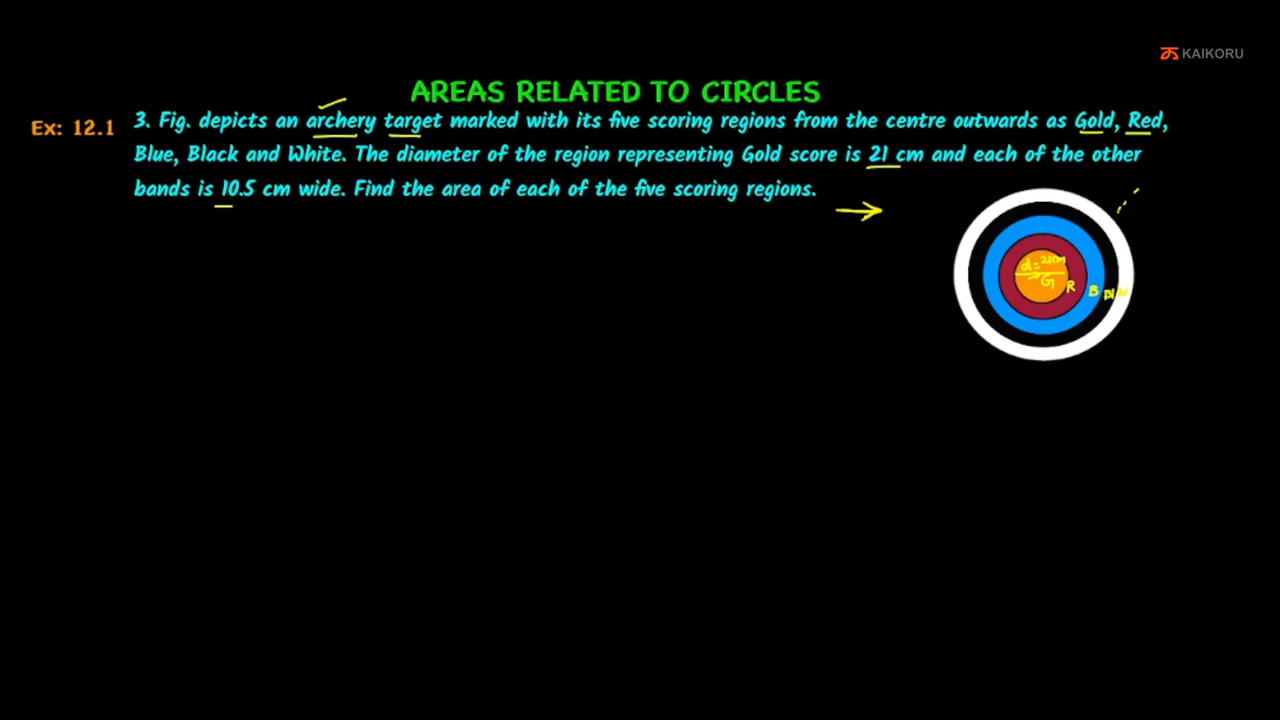 KAIKORU
AREAS RELATED TO CIRCLES
Ex: 12.1
3. Fig. depicts an archery target marked with its five scoring regions from the centre outwards as Gold, Red,
Blue, Black and White. The diameter of the region representing Gold score is 21 cm and each of the other
bands is 10.5 cm wide. Find the area of each of the five scoring regions.
d=21cm
G R B Bl W